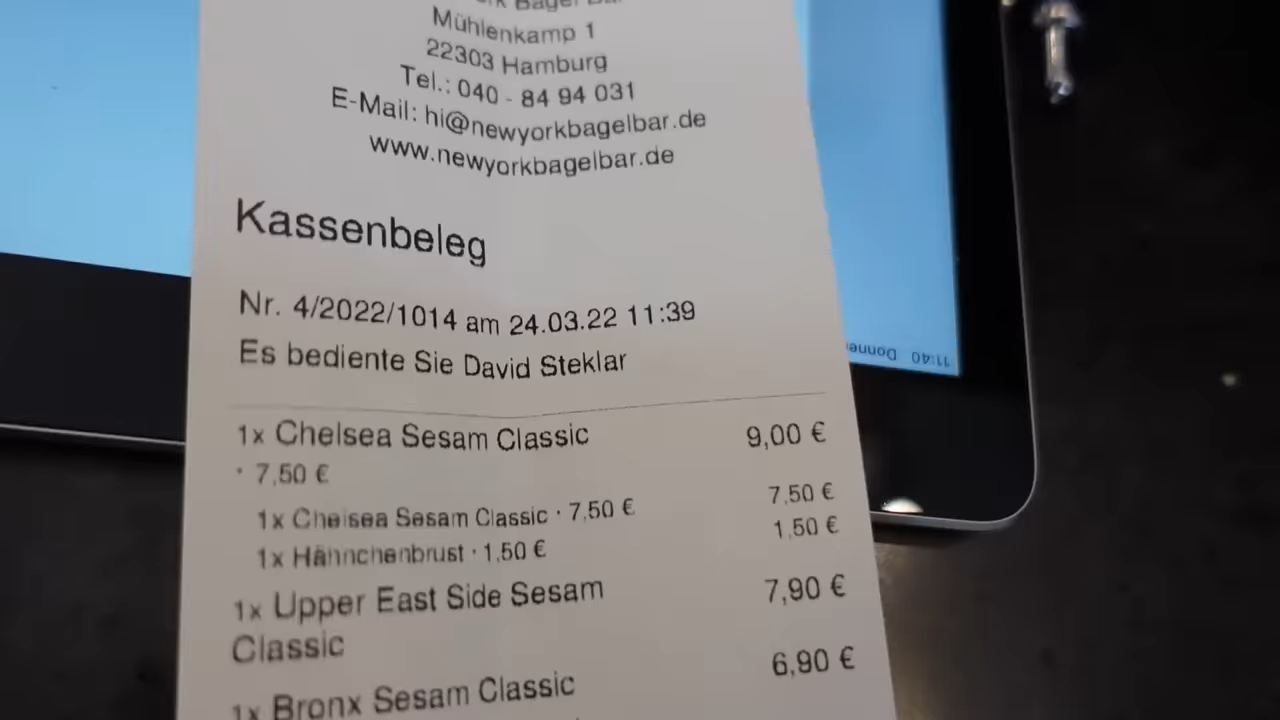 Bagel Bar
Mühlenkamp 1
22303 Hamburg
Tel.: 040 - 84 94 031
E-Mail: hi@newyorkbagelbar.de
www.newyorkbagelbar.de
Kassenbeleg
Nr. 4/2022/1014 am 24.03.22 11:39
Es bediente Sie David Steklar
1x Chelsea Sesam Classic 9,00 €
· 7,50 €
1x Chelsea Sesam Classic · 7,50 € 7,50 €
1x Hähnchenbrust · 1,50 € 1,50 €
1x Upper East Side Sesam 7,90 €
Classic
1x Bronx Sesam Classic 6,90 €
11:40